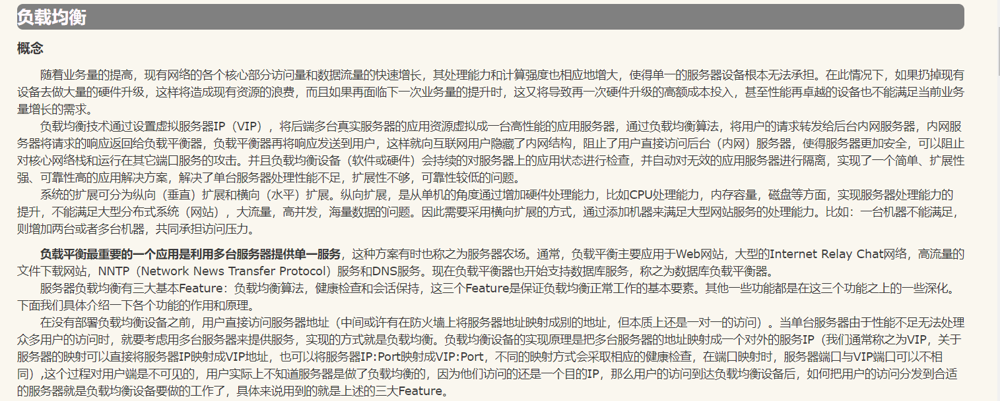 负载均衡
概念
随着业务量的提高，现有网络的各个核心部分访问量和数据流量的快速增长，其处理能力和计算强度也相应地增大，使得单一的服务器设备根本无法承担。在此情况下，如果扔掉现有
设备去做大量的硬件升级，这样将造成现有资源的浪费，而且如果再面临下一次业务量的提升时，这又将导致再一次硬件升级的高额成本投入，甚至性能再卓越的设备也不能满足当前业务
量增长的需求。
负载均衡技术通过设置虚拟服务器IP（VIP），将后端多台真实服务器的应用资源虚拟成一台高性能的应用服务器，通过负载均衡算法，将用户的请求转发给后台内网服务器，内网服
务器将请求的响应返回给负载平衡器，负载平衡器再将响应发送到用户，这样就向互联网用户隐藏了内网结构，阻止了用户直接访问后台（内网）服务器，使得服务器更加安全，可以阻止
对核心网络栈和运行在其它端口服务的攻击。并且负载均衡设备（软件或硬件）会持续的对服务器上的应用状态进行检查，并自动对无效的应用服务器进行隔离，实现了一个简单、扩展性
强、可靠性高的应用解决方案，解决了单台服务器处理性能不足，扩展性不够，可靠性较低的问题。
系统的扩展可分为纵向（垂直）扩展和横向（水平）扩展。纵向扩展，是从单机的角度通过增加硬件处理能力，比如CPU处理能力，内存容量，磁盘等方面，实现服务器处理能力的
提升，不能满足大型分布式系统（网站），大流量，高并发，海量数据的问题。因此需要采用横向扩展的方式，通过添加机器来满足大型网站服务的处理能力。比如：一台机器不能满足，
则增加两台或者多台机器，共同承担访问压力。
负载平衡最重要的一个应用是利用多台服务器提供单一服务，这种方案有时也称之为服务器农场。通常，负载平衡主要应用于Web网站，大型的Internet Relay Chat网络，高流量的
文件下载网站，NNTP（Network News Transfer Protocol）服务和DNS服务。现在负载平衡器也开始支持数据库服务，称之为数据库负载平衡器。
服务器负载均衡有三大基本Feature：负载均衡算法，健康检查和会话保持，这三个Feature是保证负载均衡正常工作的基本要素。其他一些功能都是在这三个功能之上的一些深化。
下面我们具体介绍一下各个功能的作用和原理。
在没有部署负载均衡设备之前，用户直接访问服务器地址（中间或许有在防火墙上将服务器地址映射成别的地址，但本质上还是一对一的访问）。当单台服务器由于性能不足无法处理
众多用户的访问时，就要考虑用多台服务器来提供服务，实现的方式就是负载均衡。负载均衡设备的实现原理是把多台服务器的地址映射成一个对外的服务IP（我们通常称之为VIP，关于
服务器的映射可以直接将服务器IP映射成VIP地址，也可以将服务器IP:Port映射成VIP:Port，不同的映射方式会采取相应的健康检查，在端口映射时，服务器端口与VIP端口可以不相
同）,这个过程对用户端是不可见的，用户实际上不知道服务器是做了负载均衡的，因为他们访问的还是一个目的IP，那么用户的访问到达负载均衡设备后，如何把用户的访问分发到合适
的服务器就是负载均衡设备要做的工作了，具体来说用到的就是上述的三大Feature。